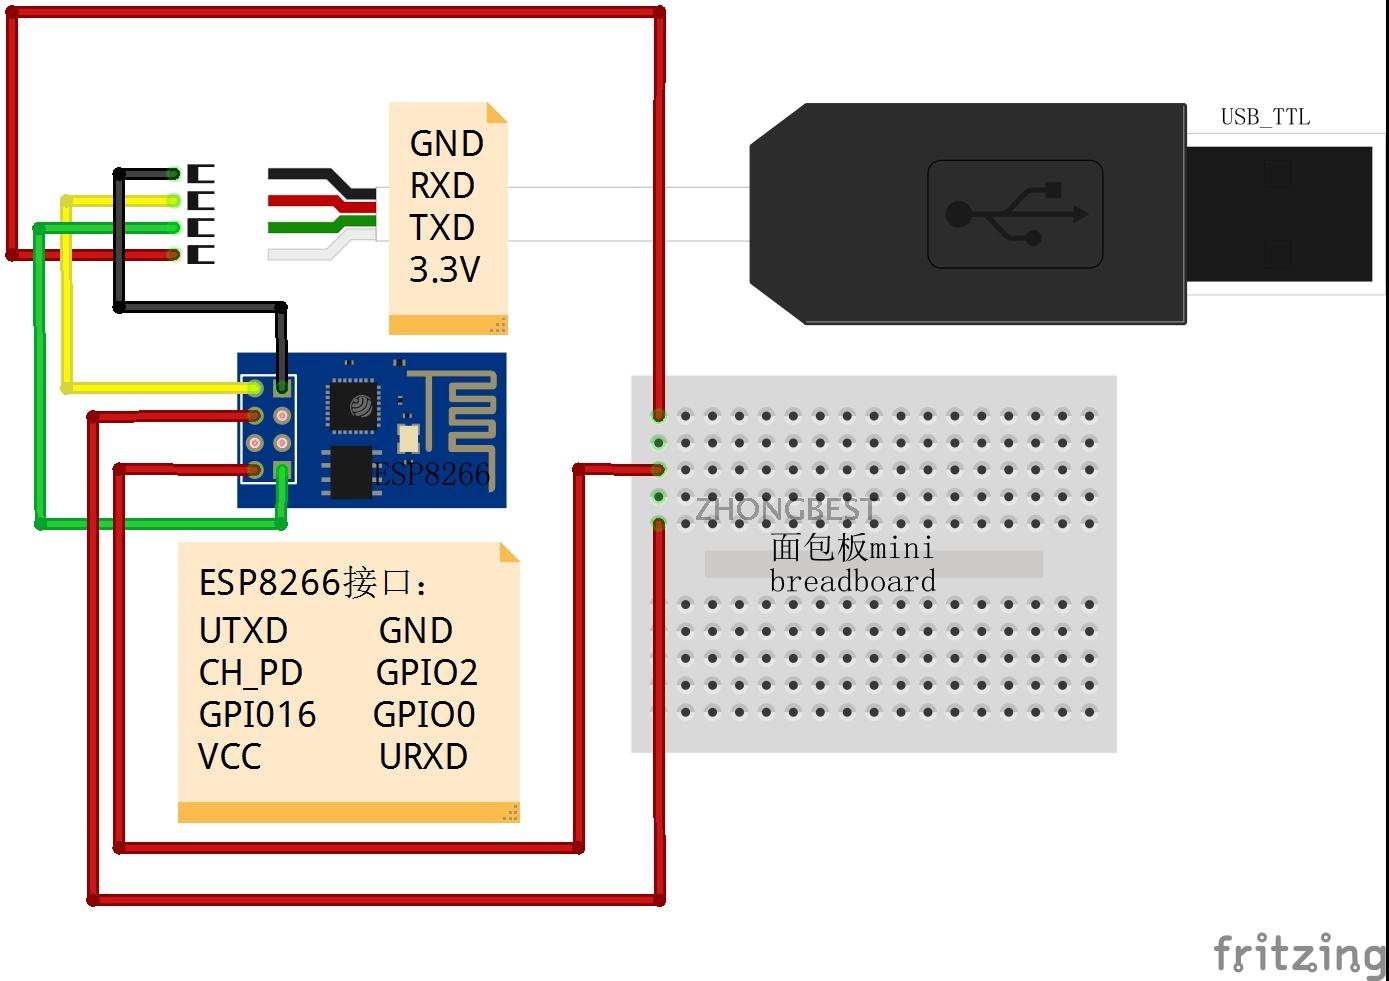 USB_TTL
GND
RXD
TXD
3.3V
ESP8266
ZHONGBEST
面包板mini
breadboard
ESP8266接口：
UTXD GND
CH_PD GPIO2
GPI016 GPIO0
VCC URXD
fritzing